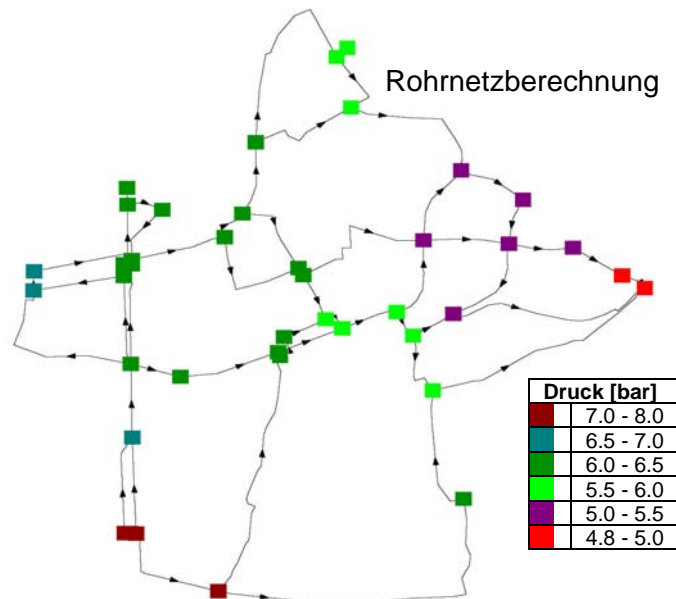 Rohrnetzberechnung
Druck [bar]
7.0 - 8.0
6.5 - 7.0
6.0 - 6.5
5.5 - 6.0
5.0 - 5.5
4.8 - 5.0